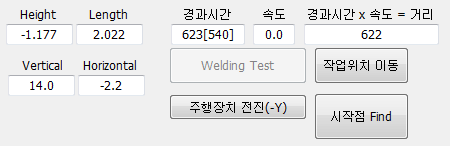 Height Length 경과시간 속도 경과시간 x 속도 = 거리
-1.177 2.022 623[540] 0.0 622
Vertical Horizontal Welding Test 작업위치 이동
14.0 -2.2
주행장치 전진(-Y) 시작점 Find